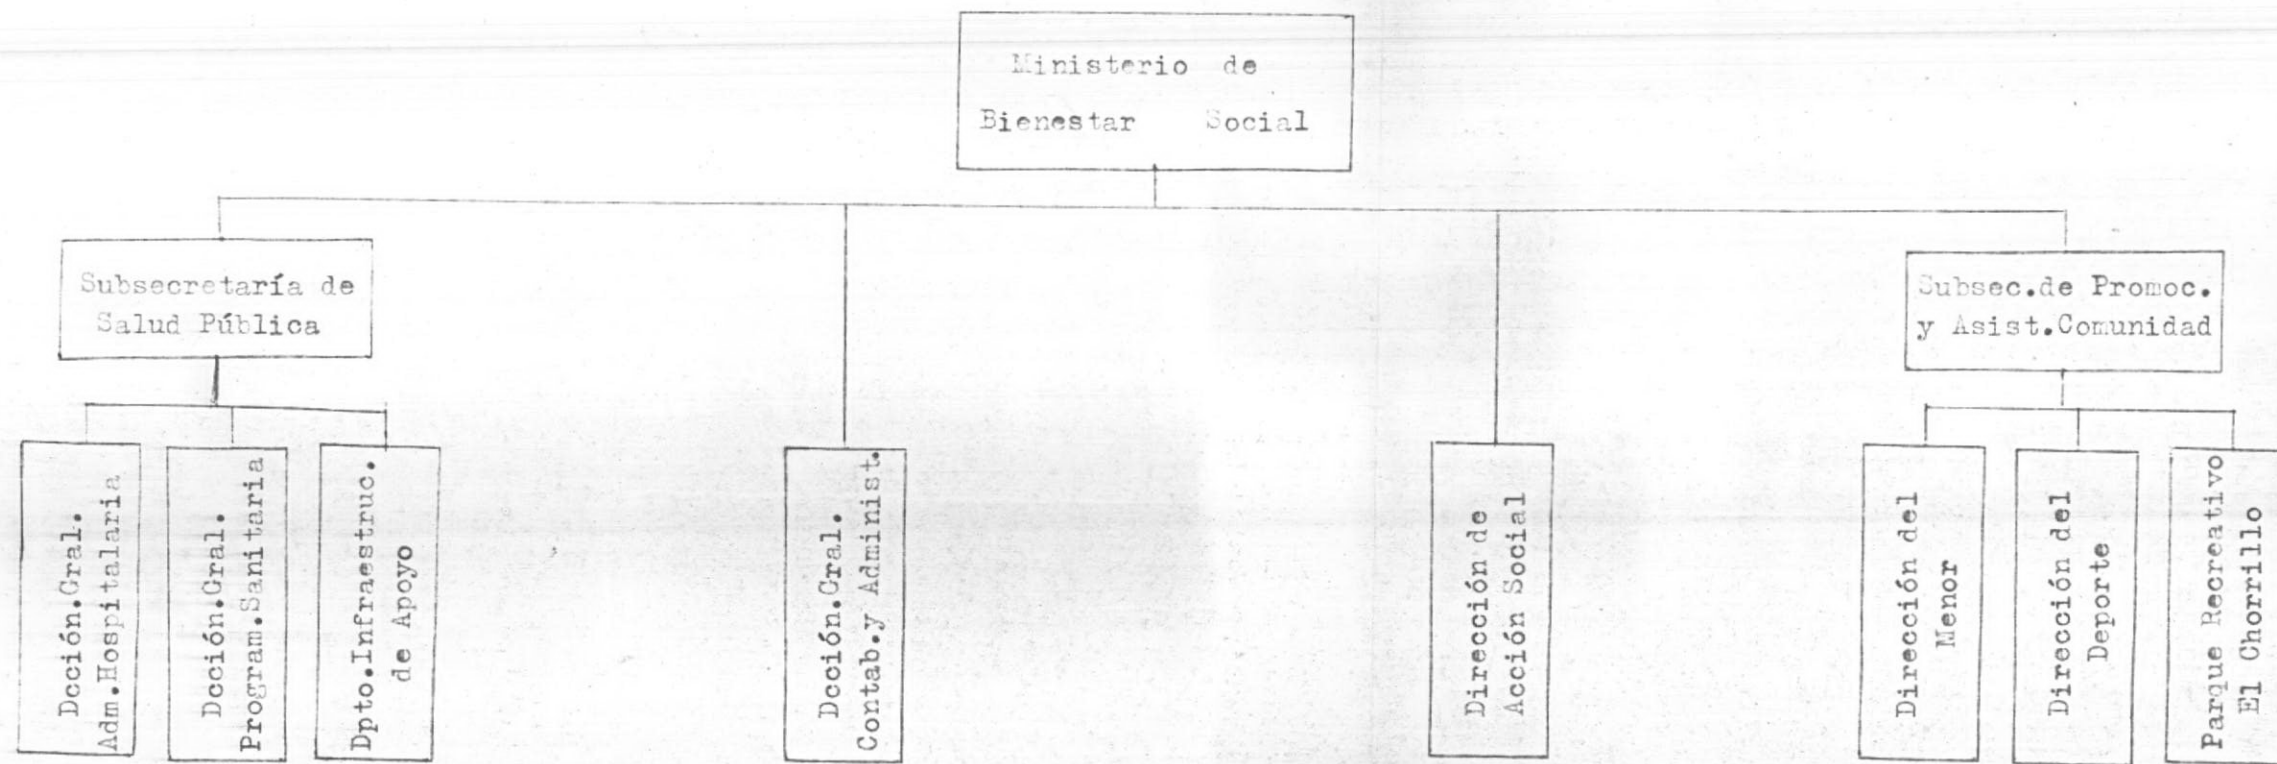 Ministerio de
Bienestar Social
Subsecretaría de
Salud Pública
Subsec.de Promoc.
y Asist.Comunidad
Dcción.Gral.
Adm.Hospitalaria
Dcción.Gral.
Program.Sanitaria
Dpto.Infraestruc.
de Apoyo
Dcción.Gral.
Contab.y Administ.
Dirección de
Acción Social
Dirección del
Menor
Dirección del
Deporte
Parque Recreativo
El Chorrillo